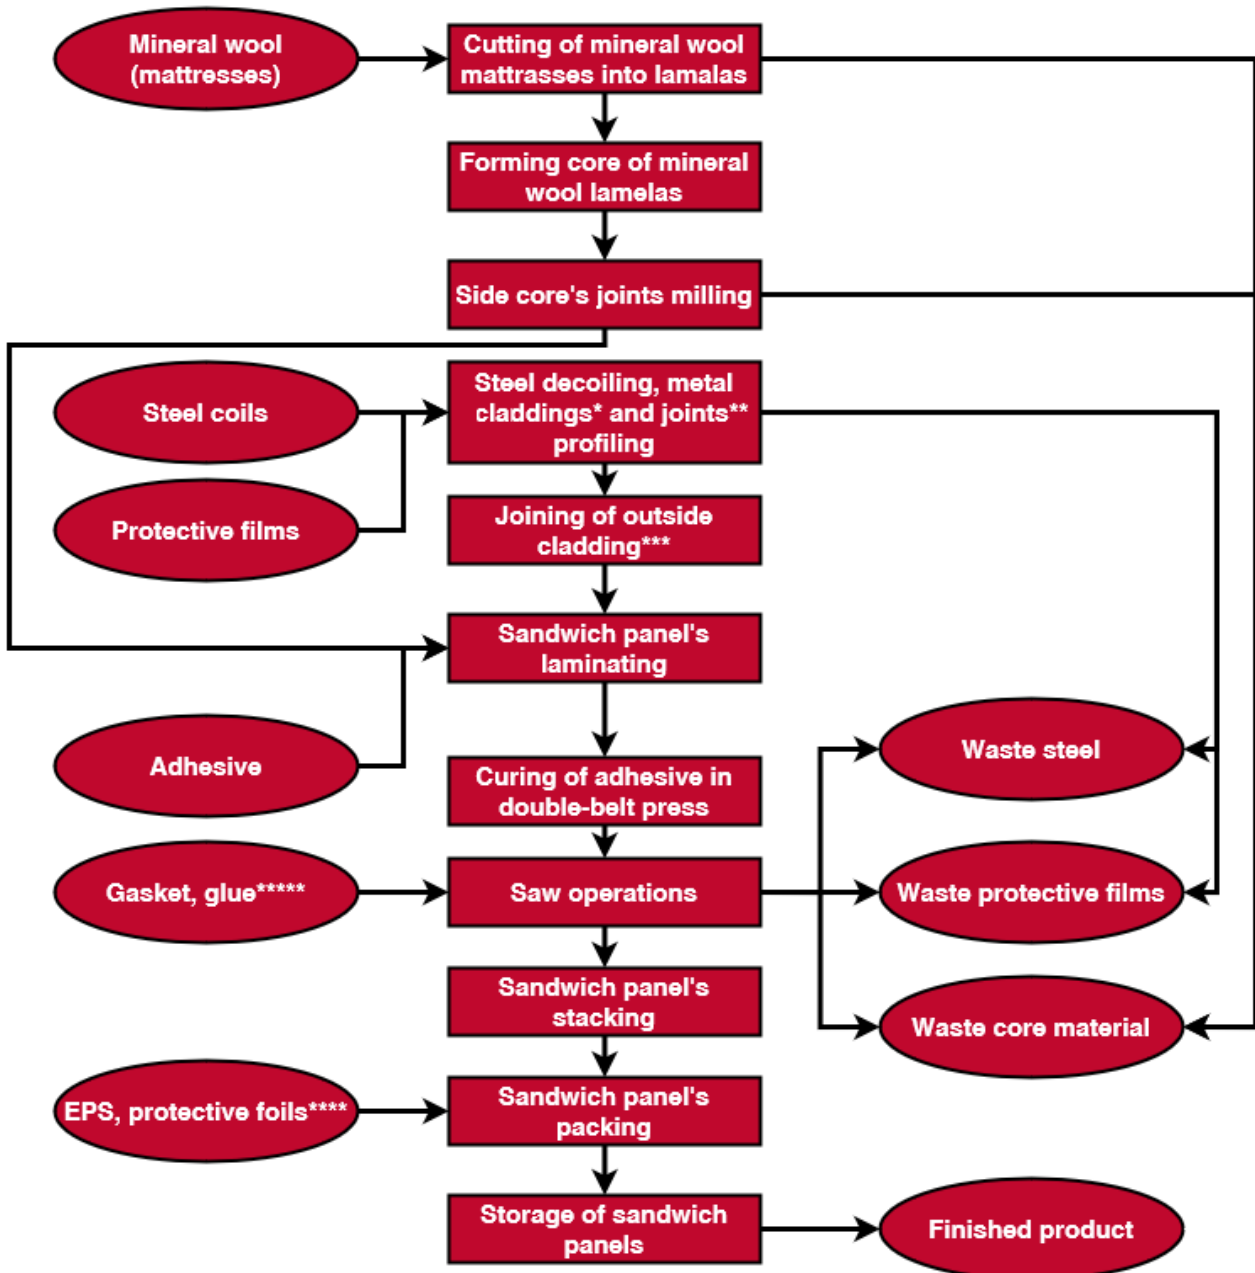 Mineral wool
(mattresses)
Cutting of mineral wool
mattrasses into lamalas
Forming core of mineral
wool lamelas
Side core's joints milling
Steel coils
Steel decoiling, metal
claddings* and joints**
profiling
Protective films
Joining of outside
cladding***
Sandwich panel's
laminating
Adhesive
Waste steel
Curing of adhesive in
double-belt press
Gasket, glue*****
Saw operations
Waste protective films
Sandwich panel's
stacking
Waste core material
EPS, protective foils****
Sandwich panel's
packing
Storage of sandwich
panels
Finished product